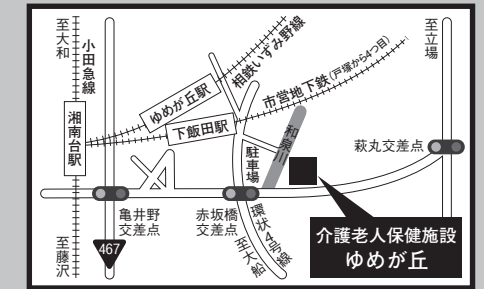 至大和
小田急線
相鉄いずみ野線
至立場
ゆめが丘駅
市営地下鉄(戸塚から4つ目)
湘南台駅
下飯田駅
和泉川
駐車場
萩丸交差点
亀井野
交差点
赤坂橋
交差点
環状4号線
至大船
至藤沢
467
介護老人保健施設
ゆめが丘